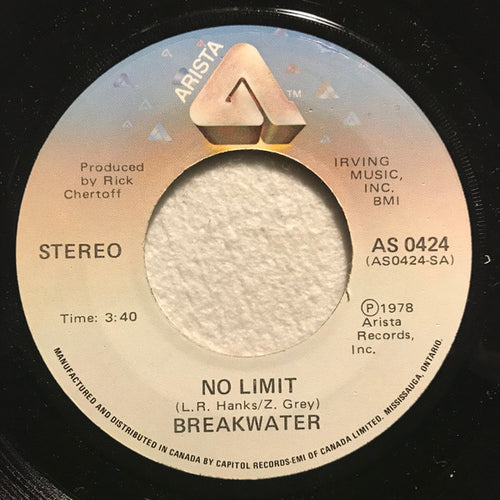 ARISTA
TM
Produced
by Rick
Chertoff
IRVING
MUSIC,
INC.
BMI
STEREO
AS 0424
(AS0424-SA)
Time: 3:40
Ⓟ1978
Arista
Records,
Inc.
NO LIMIT
(L.R. Hanks/Z. Grey)
BREAKWATER
MANUFACTURED AND DISTRIBUTED IN CANADA BY CAPITOL RECORDS-EMI OF CANADA LIMITED. MISSISSAUGA, ONTARIO.